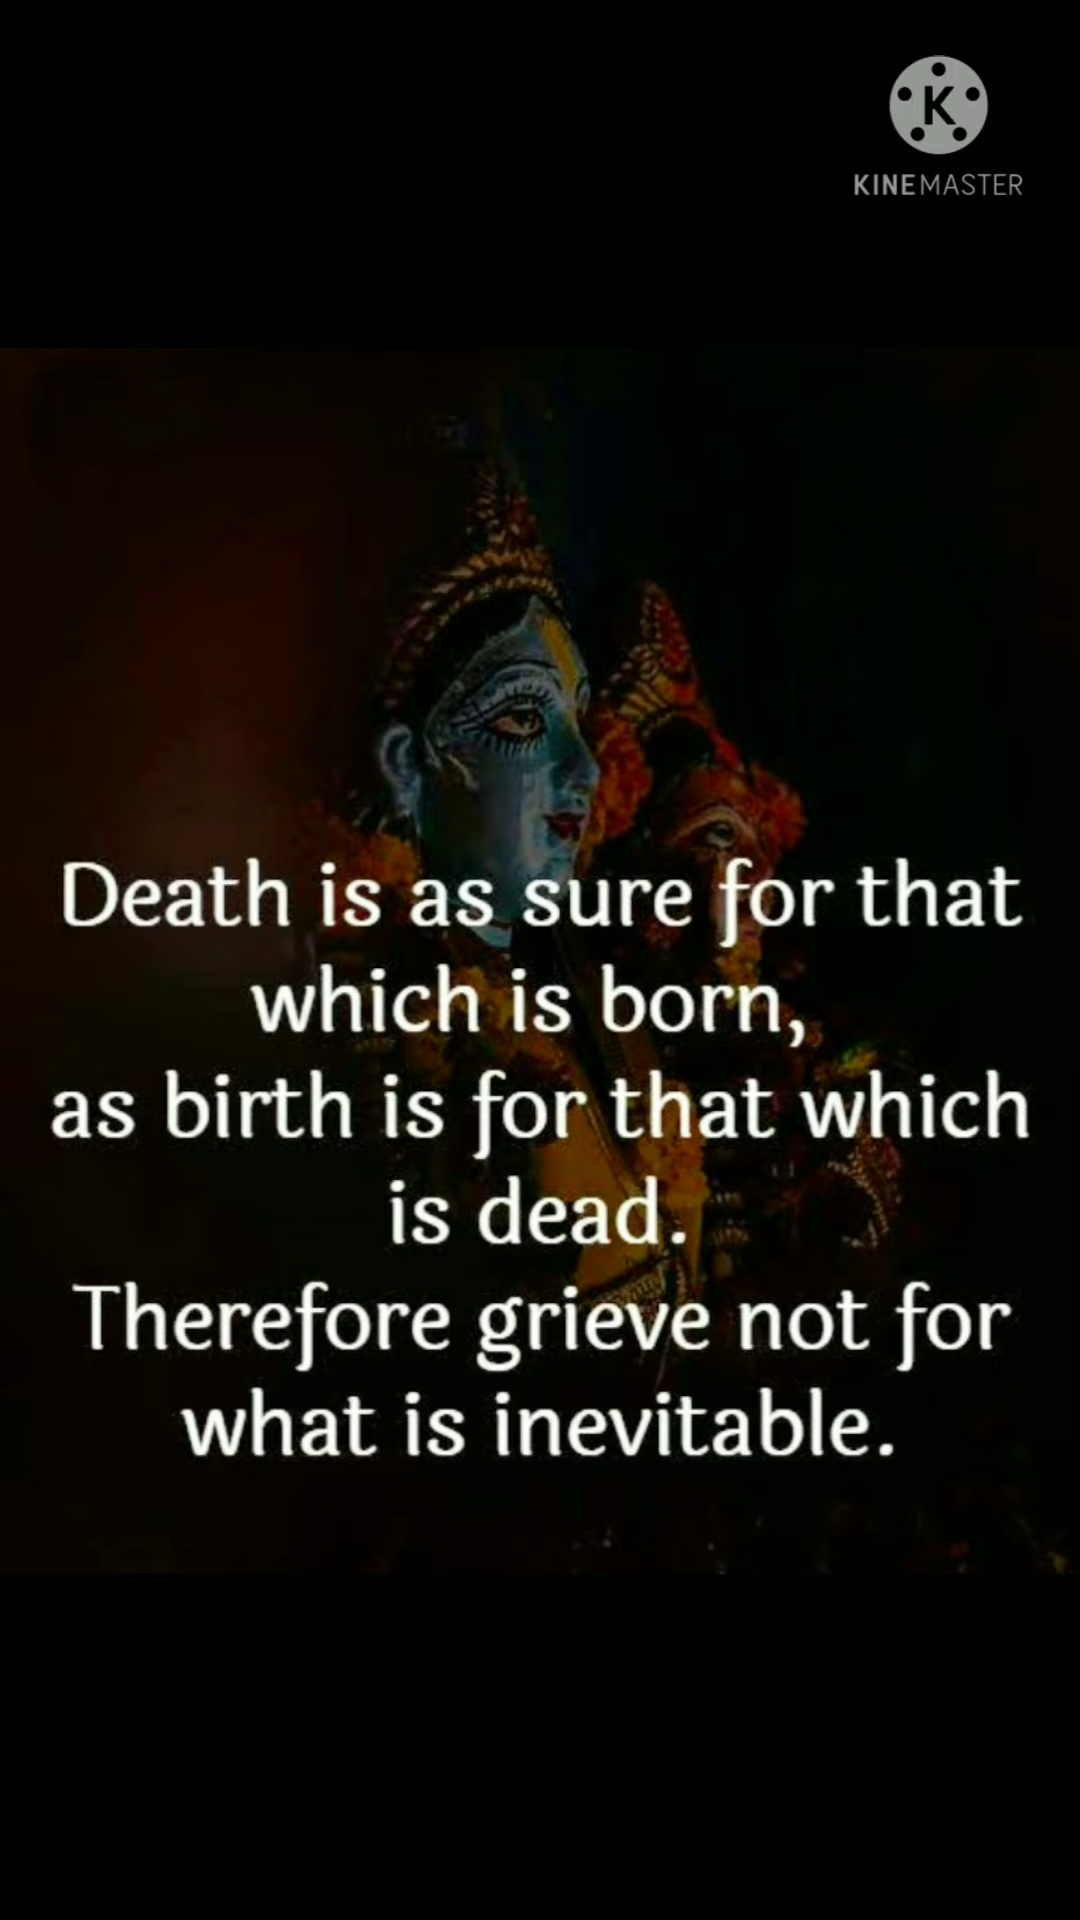 K
KINEMASTER
Death is as sure for that
which is born,
as birth is for that which
is dead.
Therefore grieve not for
what is inevitable.